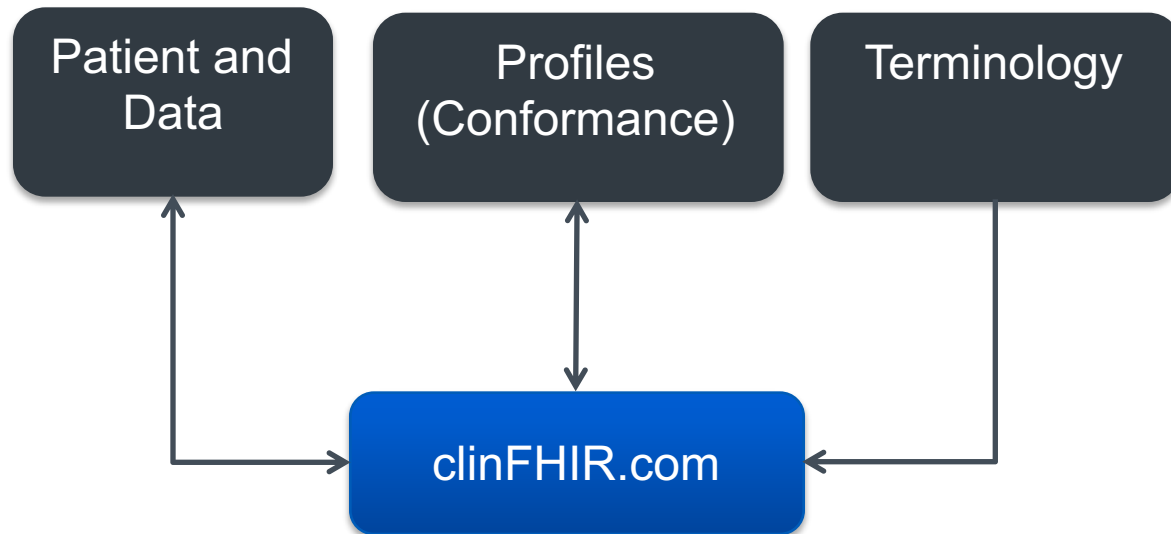 Patient and
Data
Profiles
(Conformance)
Terminology
clinFHIR.com